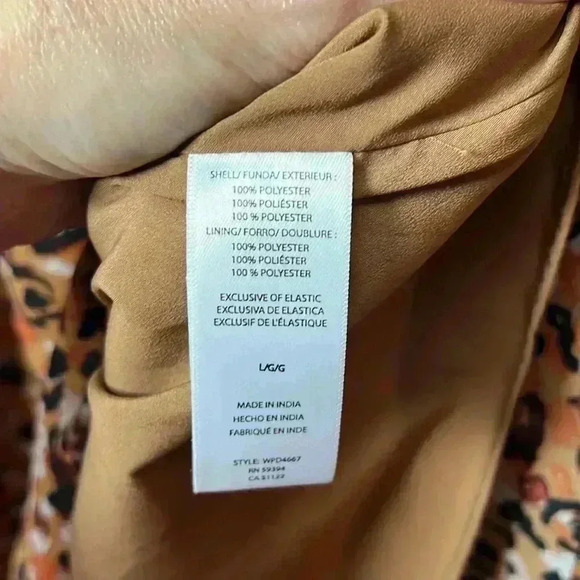 SHELL/ FUNDA/ EXTERIEUR :
100% POLYESTER
100% POLIÉSTER
100 % POLYESTER
LINING/ FORRO/ DOUBLURE :
100% POLYESTER
100% POLIÉSTER
100 % POLYESTER
EXCLUSIVE OF ELASTIC
EXCLUSIVA DE ELASTICA
EXCLUSIF DE L'ÉLASTIQUE
L/G/G
MADE IN INDIA
HECHO EN INDIA
FABRIQUÉ EN INDE
STYLE: WPD4667
RN 59394
CA 51122